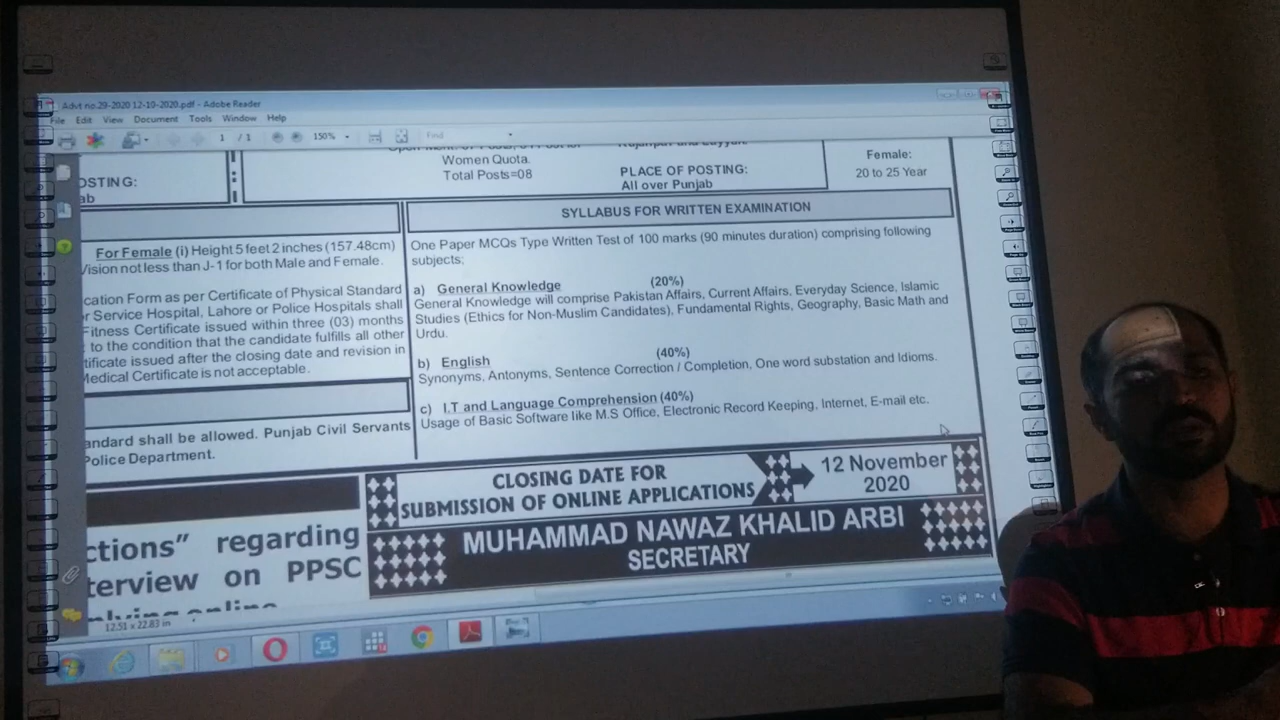 Advt no.29-2020 12-10-2020.pdf - Adobe Reader
File Edit View Document Tools Window Help
1 / 1 150% Find
OSTING:
ab
Women Quota.
Total Posts=08
PLACE OF POSTING:
All over Punjab
Female:
20 to 25 Year
For Female (i) Height 5 feet 2 inches (157.48cm)
Vision not less than J-1 for both Male and Female.
cation Form as per Certificate of Physical Standard
r Service Hospital, Lahore or Police Hospitals shall
Fitness Certificate issued within three (03) months
to the condition that the candidate fulfills all other
tificate issued after the closing date and revision in
Medical Certificate is not acceptable.
andard shall be allowed. Punjab Civil Servants
Police Department.
SYLLABUS FOR WRITTEN EXAMINATION
One Paper MCQs Type Written Test of 100 marks (90 minutes duration) comprising following
subjects;
a) General Knowledge (20%)
General Knowledge will comprise Pakistan Affairs, Current Affairs, Everyday Science, Islamic
Studies (Ethics for Non-Muslim Candidates), Fundamental Rights, Geography, Basic Math and
Urdu.
b) English (40%)
Synonyms, Antonyms, Sentence Correction / Completion, One word substation and Idioms.
c) I.T and Language Comprehension (40%)
Usage of Basic Software like M.S Office, Electronic Record Keeping, Internet, E-mail etc.
ctions” regarding
terview on PPSC
CLOSING DATE FOR
SUBMISSION OF ONLINE APPLICATIONS
12 November
2020
MUHAMMAD NAWAZ KHALID ARBI
SECRETARY
12.51 x 22.83 in